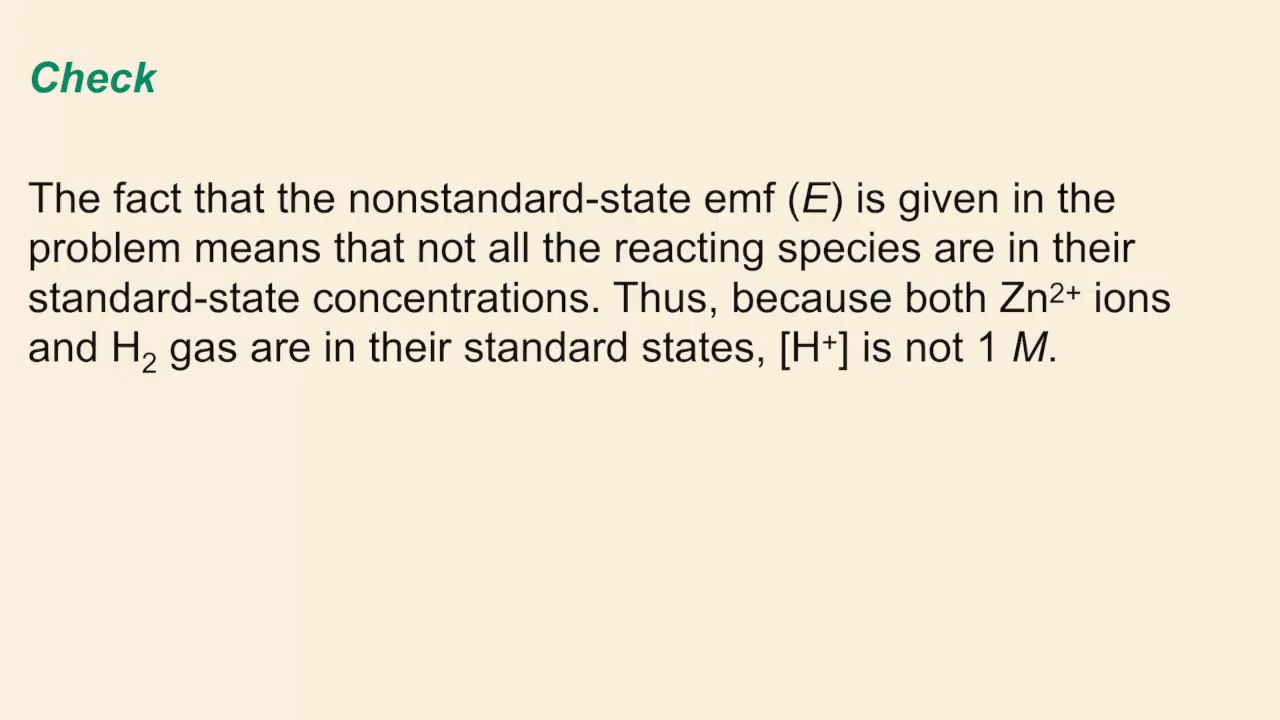 Check
The fact that the nonstandard-state emf (E) is given in the
problem means that not all the reacting species are in their
standard-state concentrations. Thus, because both Zn²⁺ ions
and H₂ gas are in their standard states, [H⁺] is not 1 M.